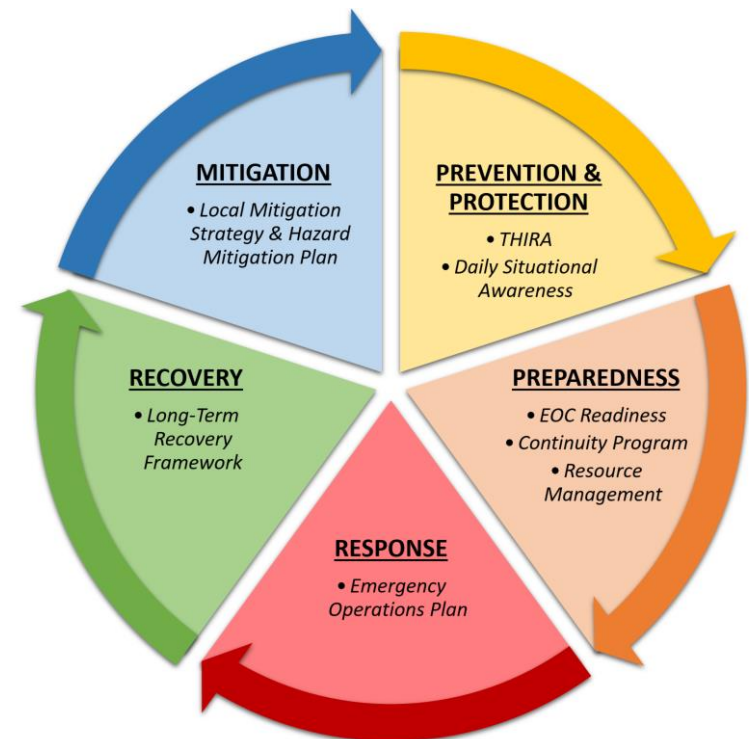 MITIGATION
• Local Mitigation
Strategy & Hazard
Mitigation Plan
PREVENTION &
PROTECTION
• THIRA
• Daily Situational
Awareness
PREPAREDNESS
• EOC Readiness
• Continuity Program
• Resource
Management
RESPONSE
• Emergency
Operations Plan
RECOVERY
• Long-Term
Recovery
Framework